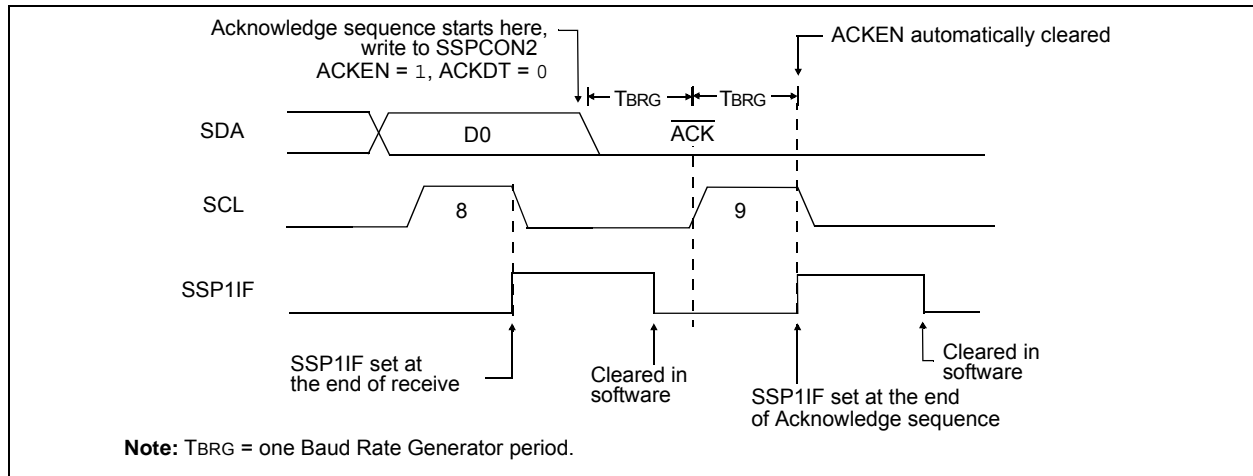 Acknowledge sequence starts here,
write to SSPCON2
ACKEN = 1, ACKDT = 0
ACKEN automatically cleared
TBRG
TBRG
SDA
D0
ACK
SCL
8
9
SSP1IF
SSP1IF set at
the end of receive
Cleared in
software
SSP1IF set at the end
of Acknowledge sequence
Cleared in
software
Note: TBRG = one Baud Rate Generator period.